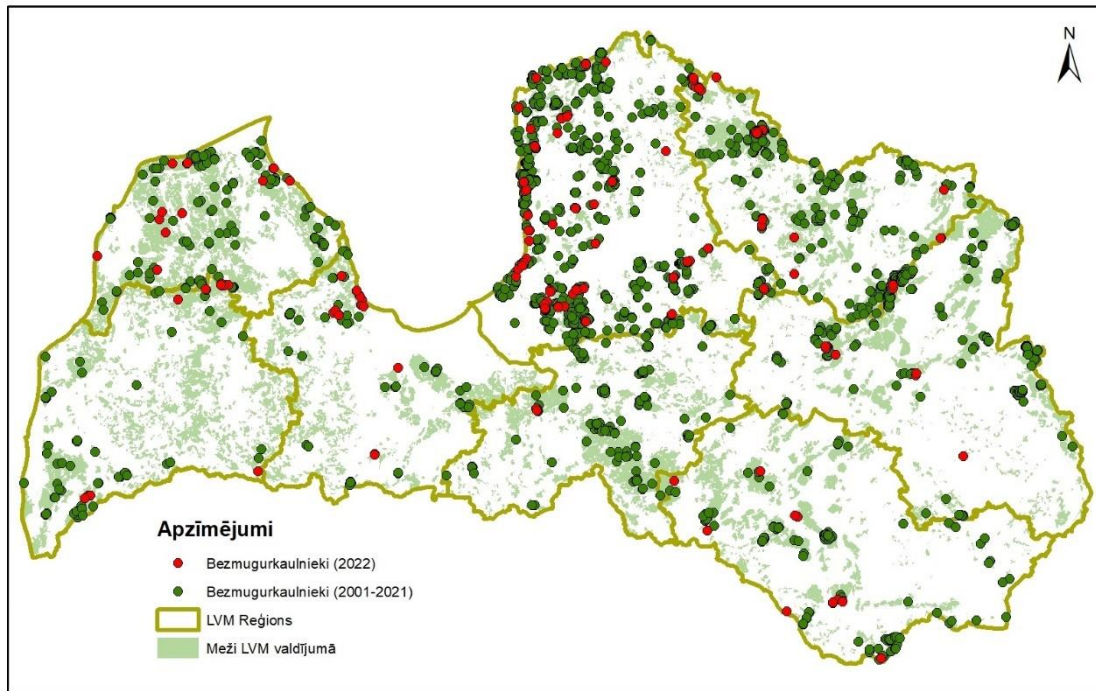 N
Apzīmējumi
Bezmugurkaulnieki (2022)
Bezmugurkaulnieki (2001-2021)
LVM Reģions
Meži LVM valdījumā